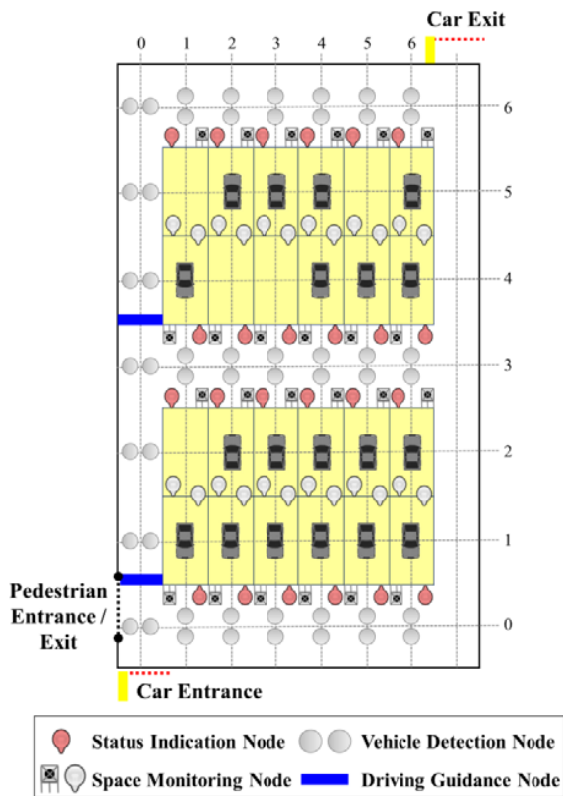 Car Exit
0 1 2 3 4 5 6
6
5
4
3
2
1
0
Pedestrian
Entrance /
Exit
Car Entrance
Status Indication Node
Vehicle Detection Node
Space Monitoring Node
Driving Guidance Node